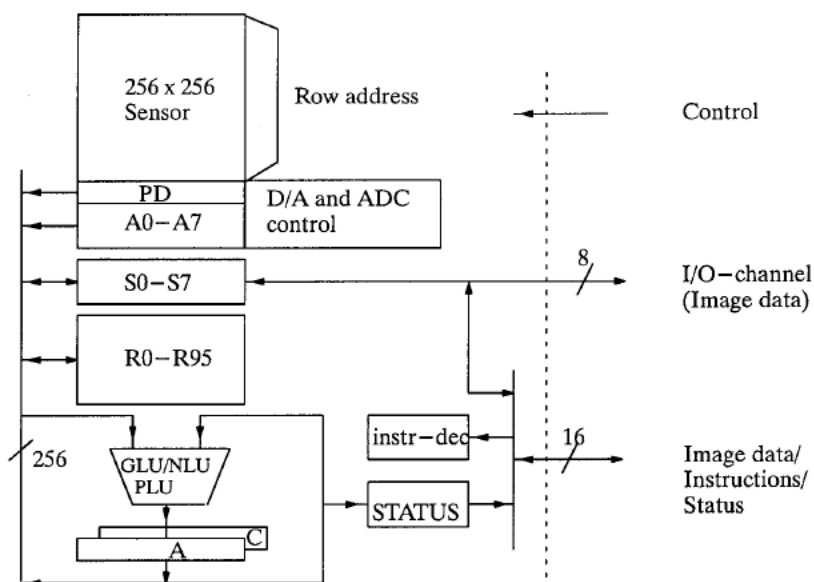 256 x 256
Sensor
Row address
Control
PD
D/A and ADC
control
A0−A7
S0−S7
8
I/O−channel
(Image data)
R0−R95
instr−dec
16
256
GLU/NLU
PLU
Image data/
Instructions/
Status
STATUS
C
A